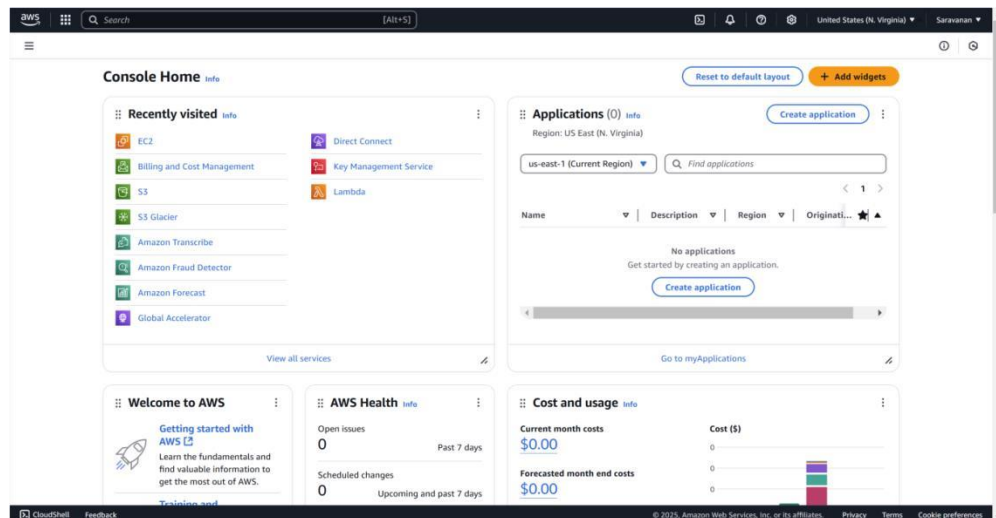 aws
Search [Alt+S]
United States (N. Virginia) ▼
Saravanan ▼
Console Home Info
Reset to default layout
+ Add widgets
Recently visited Info
EC2
Billing and Cost Management
S3
S3 Glacier
Amazon Transcribe
Amazon Fraud Detector
Amazon Forecast
Global Accelerator
Direct Connect
Key Management Service
Lambda
View all services
Applications (0) Info
Create application
Region: US East (N. Virginia)
us-east-1 (Current Region) ▼
Find applications
< 1 >
Name
Description
Region
Originati...
No applications
Get started by creating an application.
Create application
Go to myApplications
Welcome to AWS
Getting started with
AWS
Learn the fundamentals and
find valuable information to
get the most out of AWS.
Training and
AWS Health Info
Open issues
0 Past 7 days
Scheduled changes
0 Upcoming and past 7 days
Cost and usage Info
Current month costs
$0.00
Forecasted month end costs
$0.00
Cost ($)
0
0
0
CloudShell Feedback
© 2025, Amazon Web Services, Inc. or its affiliates. Privacy Terms Cookie preferences